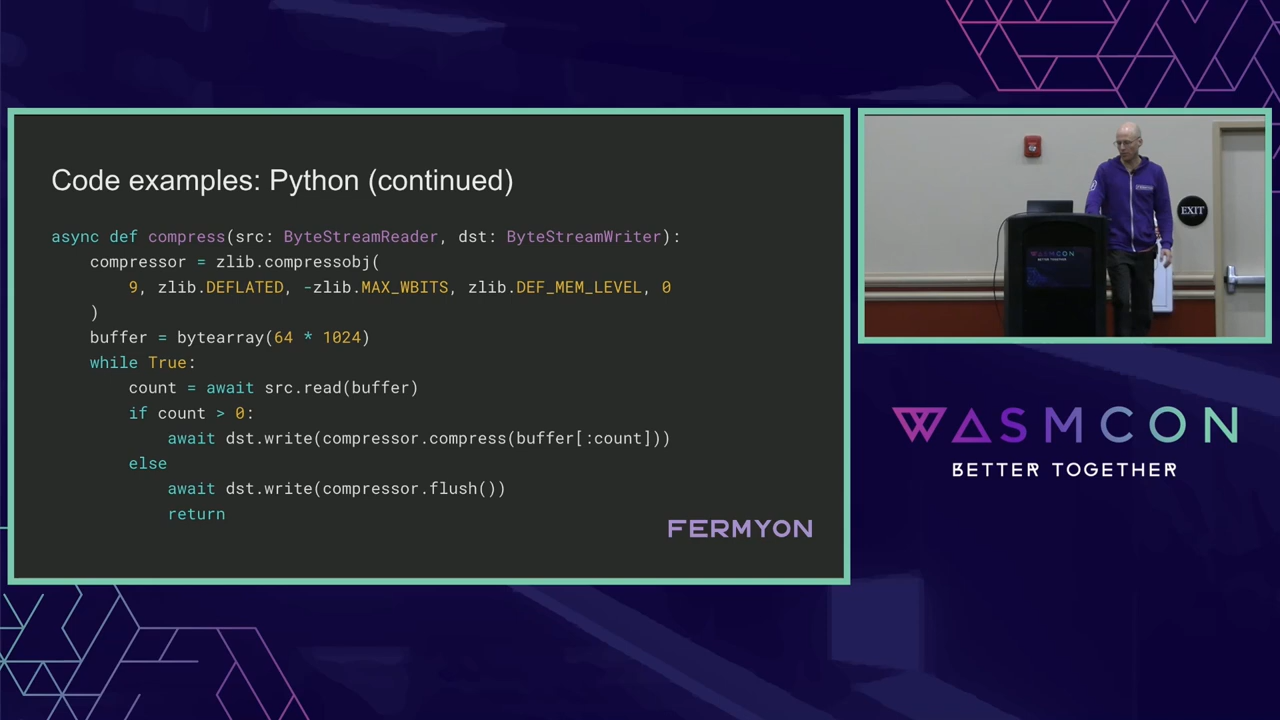 Code examples: Python (continued)
async def compress(src: ByteStreamReader, dst: ByteStreamWriter):
    compressor = zlib.compressobj(
        9, zlib.DEFLATED, -zlib.MAX_WBITS, zlib.DEF_MEM_LEVEL, 0
    )
    buffer = bytearray(64 * 1024)
    while True:
        count = await src.read(buffer)
        if count > 0:
            await dst.write(compressor.compress(buffer[:count]))
        else
            await dst.write(compressor.flush())
            return
FERMYON
EXIT
WASMCON
WASMCON
BETTER TOGETHER